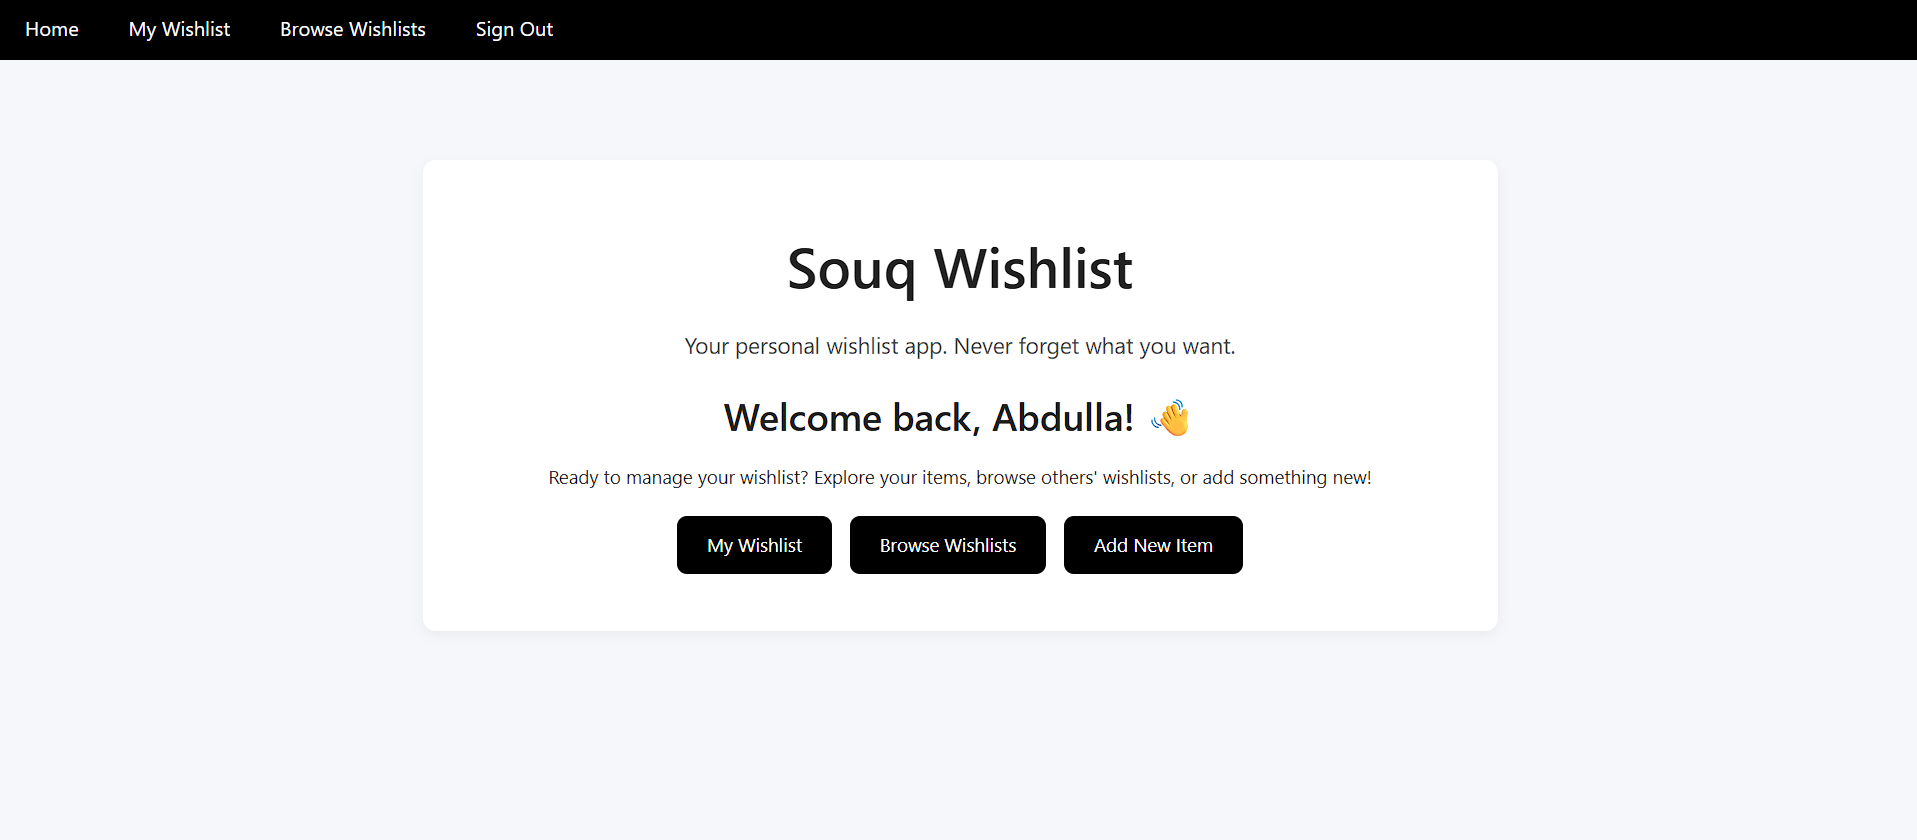 Home My Wishlist Browse Wishlists Sign Out
Souq Wishlist
Your personal wishlist app. Never forget what you want.
Welcome back, Abdulla! 👋
Ready to manage your wishlist? Explore your items, browse others' wishlists, or add something new!
My Wishlist Browse Wishlists Add New Item